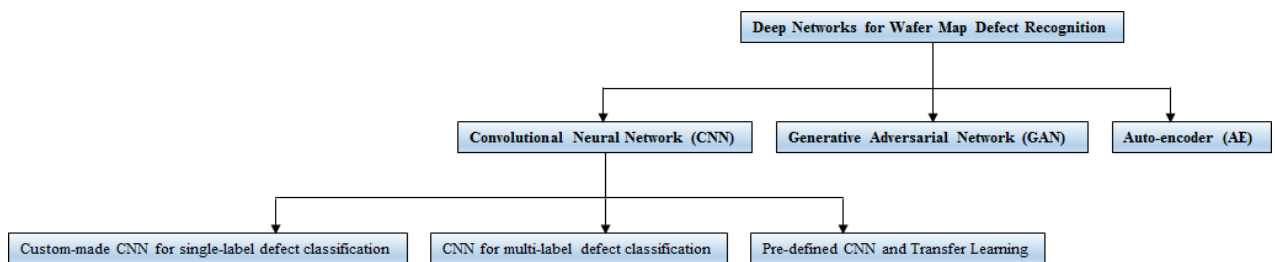 Deep Networks for Wafer Map Defect Recognition
Convolutional Neural Network (CNN)
Generative Adversarial Network (GAN)
Auto-encoder (AE)
Custom-made CNN for single-label defect classification
CNN for multi-label defect classification
Pre-defined CNN and Transfer Learning